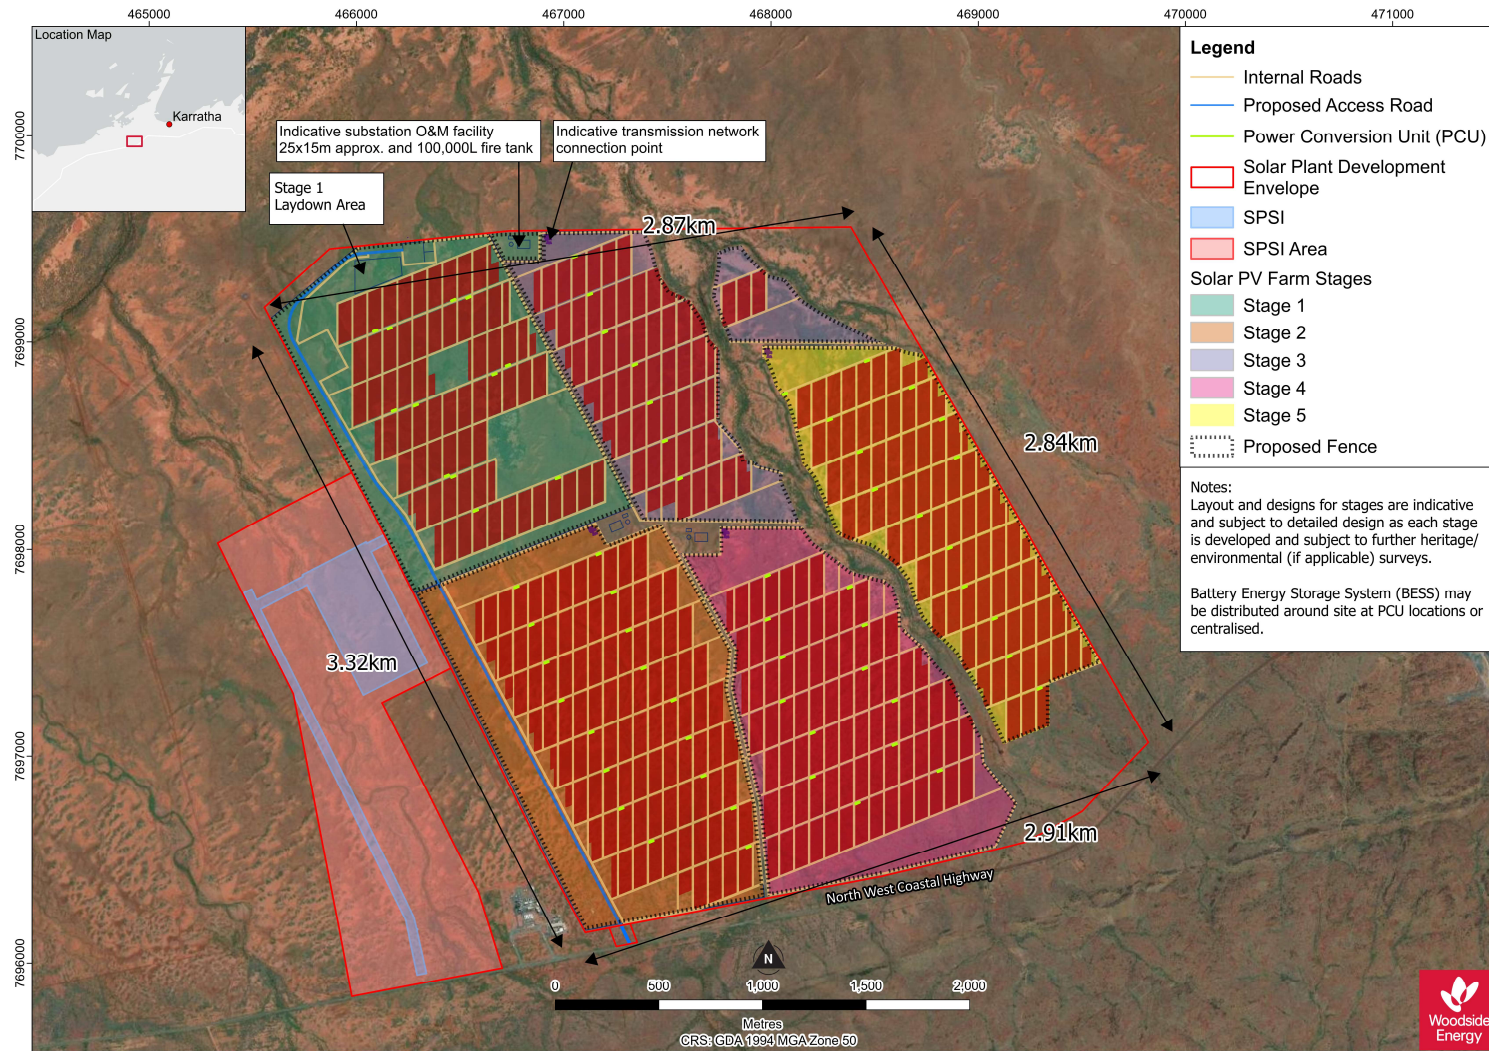 465000
466000
467000
468000
469000
470000
471000
7700000
7699000
7698000
7697000
7696000
Location Map
Karratha
Indicative substation O&M facility
25x15m approx. and 100,000L fire tank
Indicative transmission network
connection point
Stage 1
Laydown Area
2.87km
2.84km
3.32km
2.91km
North West Coastal Highway
N
0
500
1,000
1,500
2,000
Metres
CRS: GDA 1994 MGA Zone 50
Legend
Internal Roads
Proposed Access Road
Power Conversion Unit (PCU)
Solar Plant Development
Envelope
SPSI
SPSI Area
Solar PV Farm Stages
Stage 1
Stage 2
Stage 3
Stage 4
Stage 5
Proposed Fence
Notes:
Layout and designs for stages are indicative
and subject to detailed design as each stage
is developed and subject to further heritage/
environmental (if applicable) surveys.
Battery Energy Storage System (BESS) may
be distributed around site at PCU locations or
centralised.
Woodside
Energy